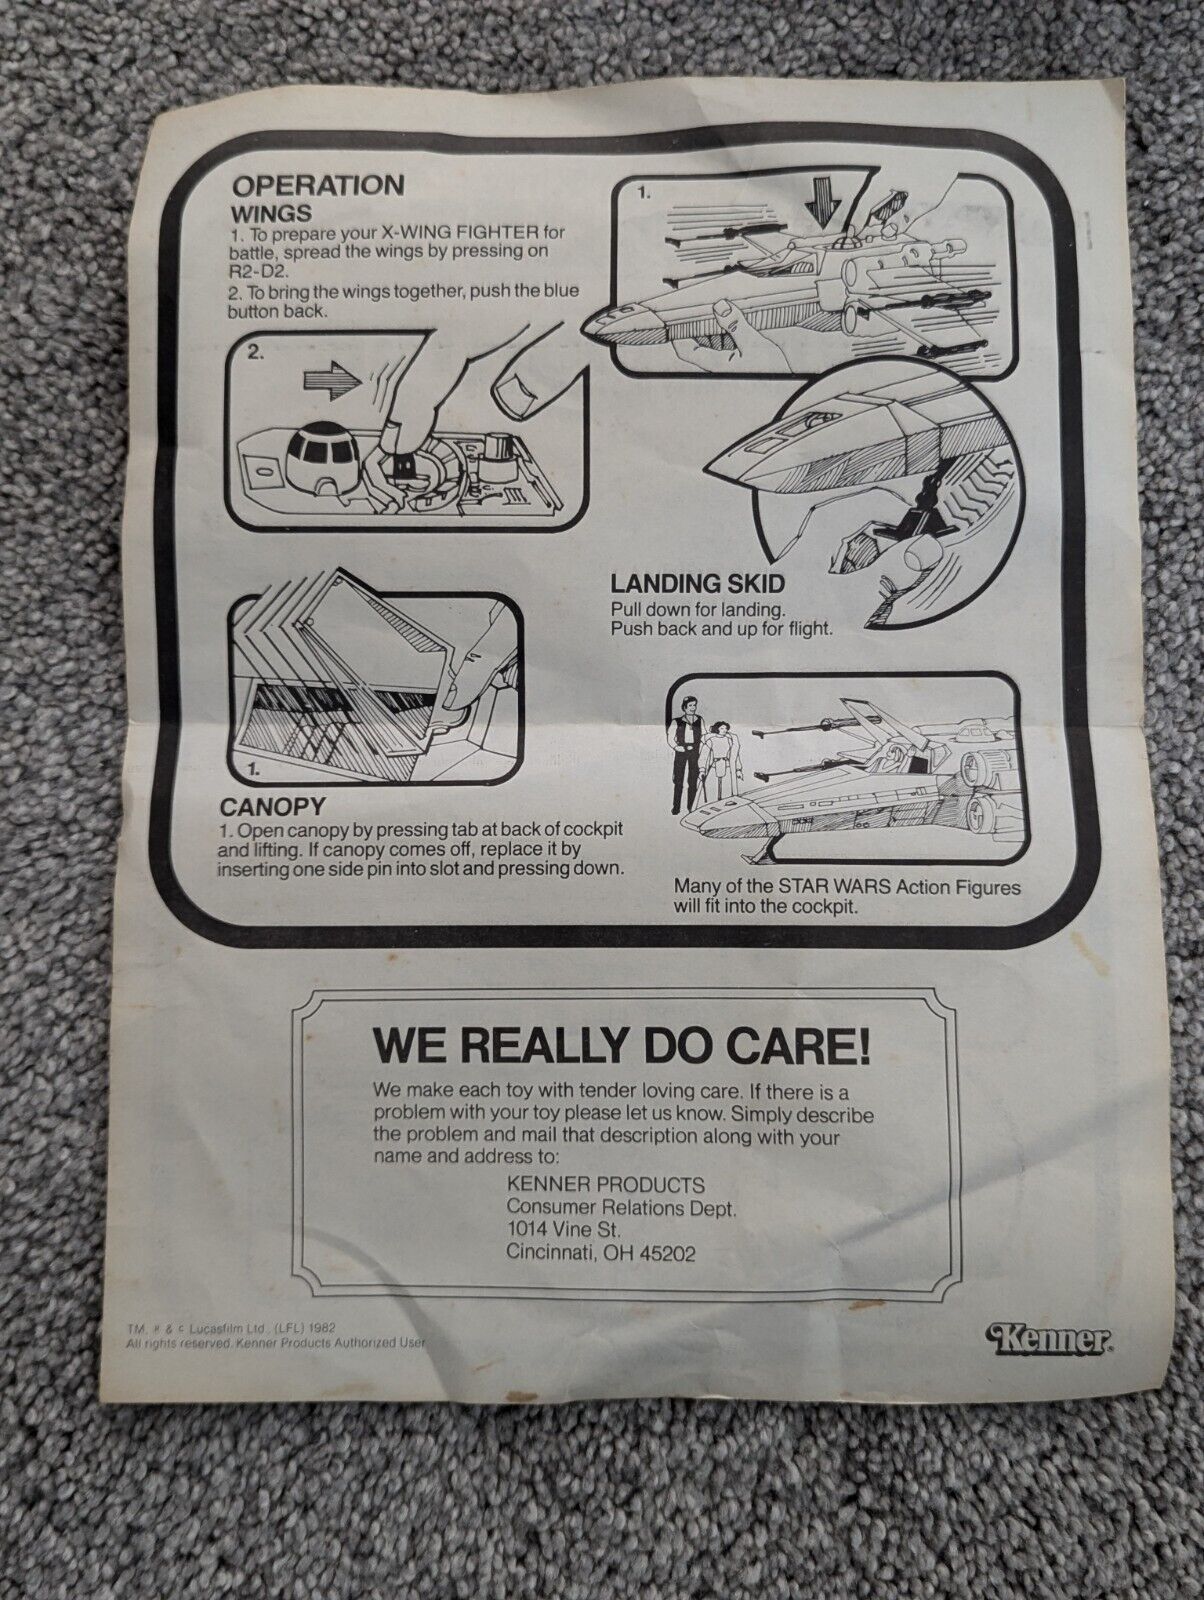 OPERATION
WINGS
1. To prepare your X-WING FIGHTER for
battle, spread the wings by pressing on
R2-D2.
2. To bring the wings together, push the blue
button back.
1.
2.
LANDING SKID
Pull down for landing.
Push back and up for flight.
1.
CANOPY
1. Open canopy by pressing tab at back of cockpit
and lifting. If canopy comes off, replace it by
inserting one side pin into slot and pressing down.
Many of the STAR WARS Action Figures
will fit into the cockpit.
WE REALLY DO CARE!
We make each toy with tender loving care. If there is a
problem with your toy please let us know. Simply describe
the problem and mail that description along with your
name and address to:
KENNER PRODUCTS
Consumer Relations Dept.
1014 Vine St.
Cincinnati, OH 45202
TM, ® & © Lucasfilm Ltd. (LFL) 1982
All rights reserved. Kenner Products Authorized User
Kenner®